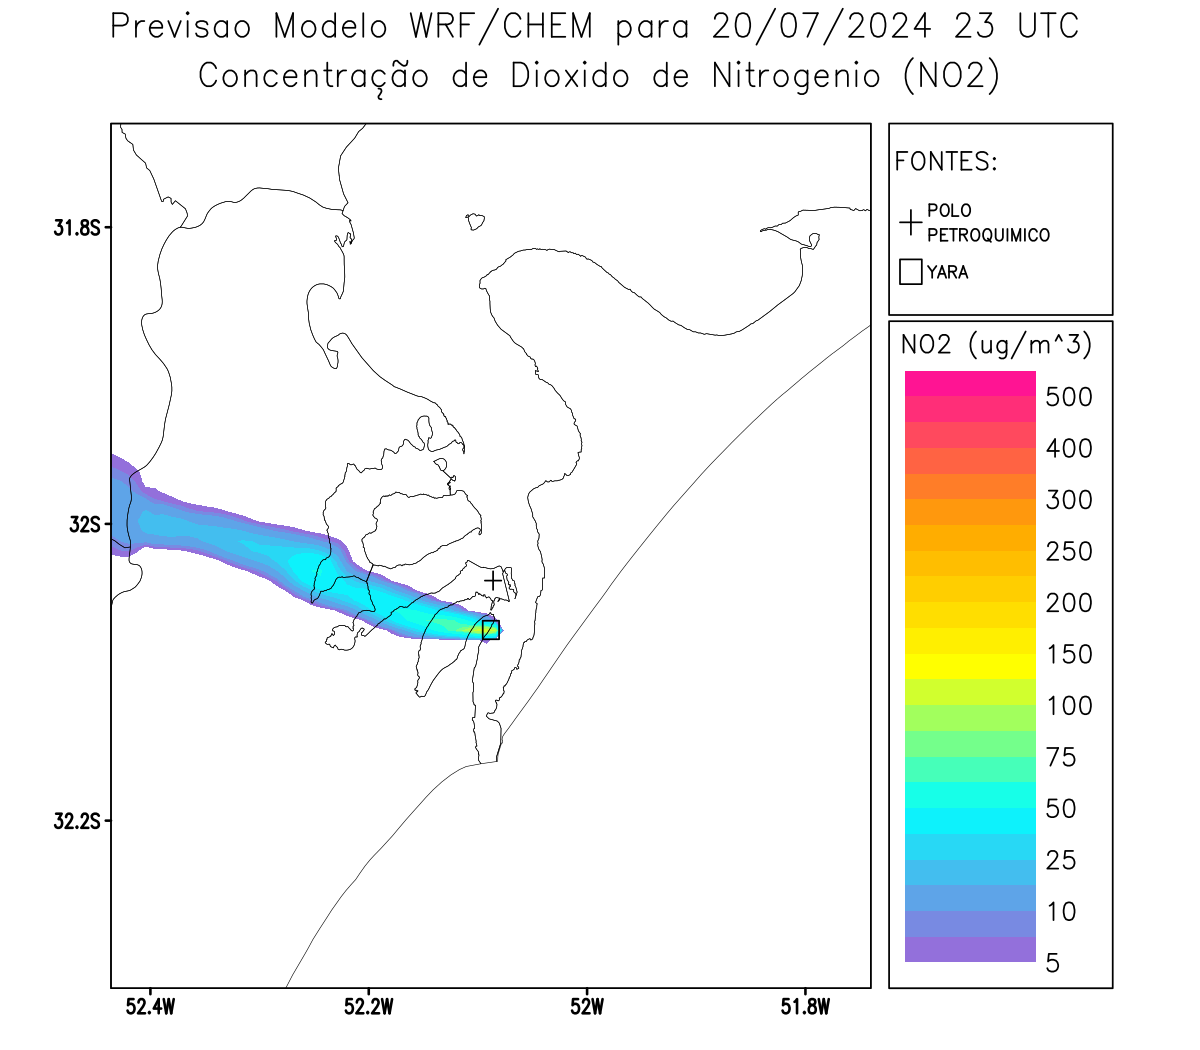 Previsao Modelo WRF/CHEM para 20/07/2024 23 UTC
Concentração de Dioxido de Nitrogenio (NO2)
FONTES:
POLO
PETROQUIMICO
YARA
31.8S
32S
32.2S
52.4W
52.2W
52W
51.8W
NO2 (ug/m^3)
500
400
300
250
200
150
100
75
50
25
10
5